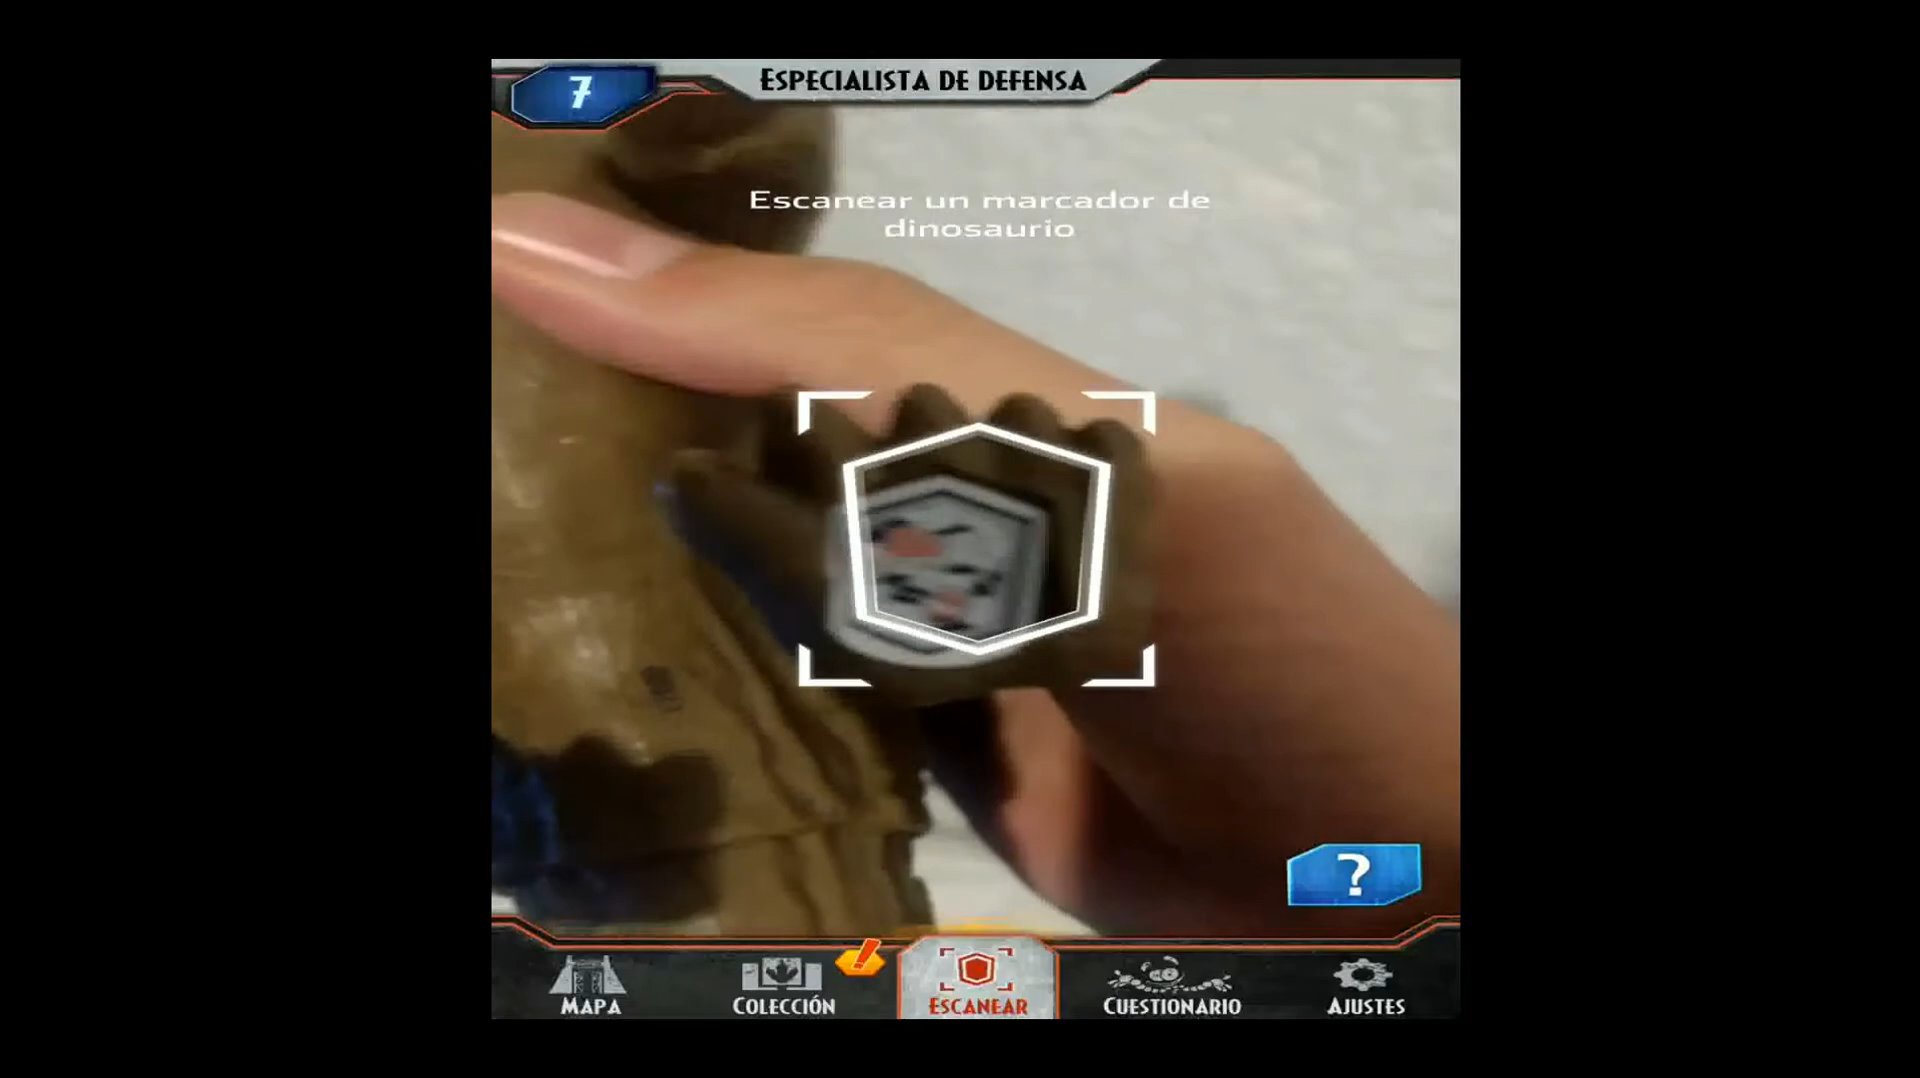 7
ESPECIALISTA DE DEFENSA
Escanear un marcador de
dinosaurio
?
MAPA
COLECCIÓN
ESCANEAR
CUESTIONARIO
AJUSTES